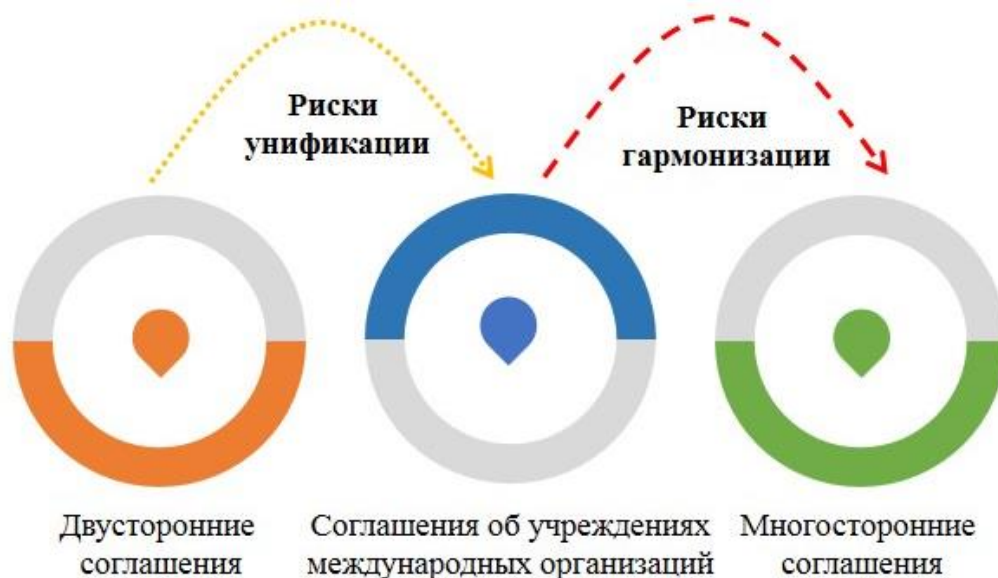 Риски
унификации
Риски
гармонизации
Двусторонние
соглашения
Соглашения об учреждениях
международных организаций
Многосторонние
соглашения